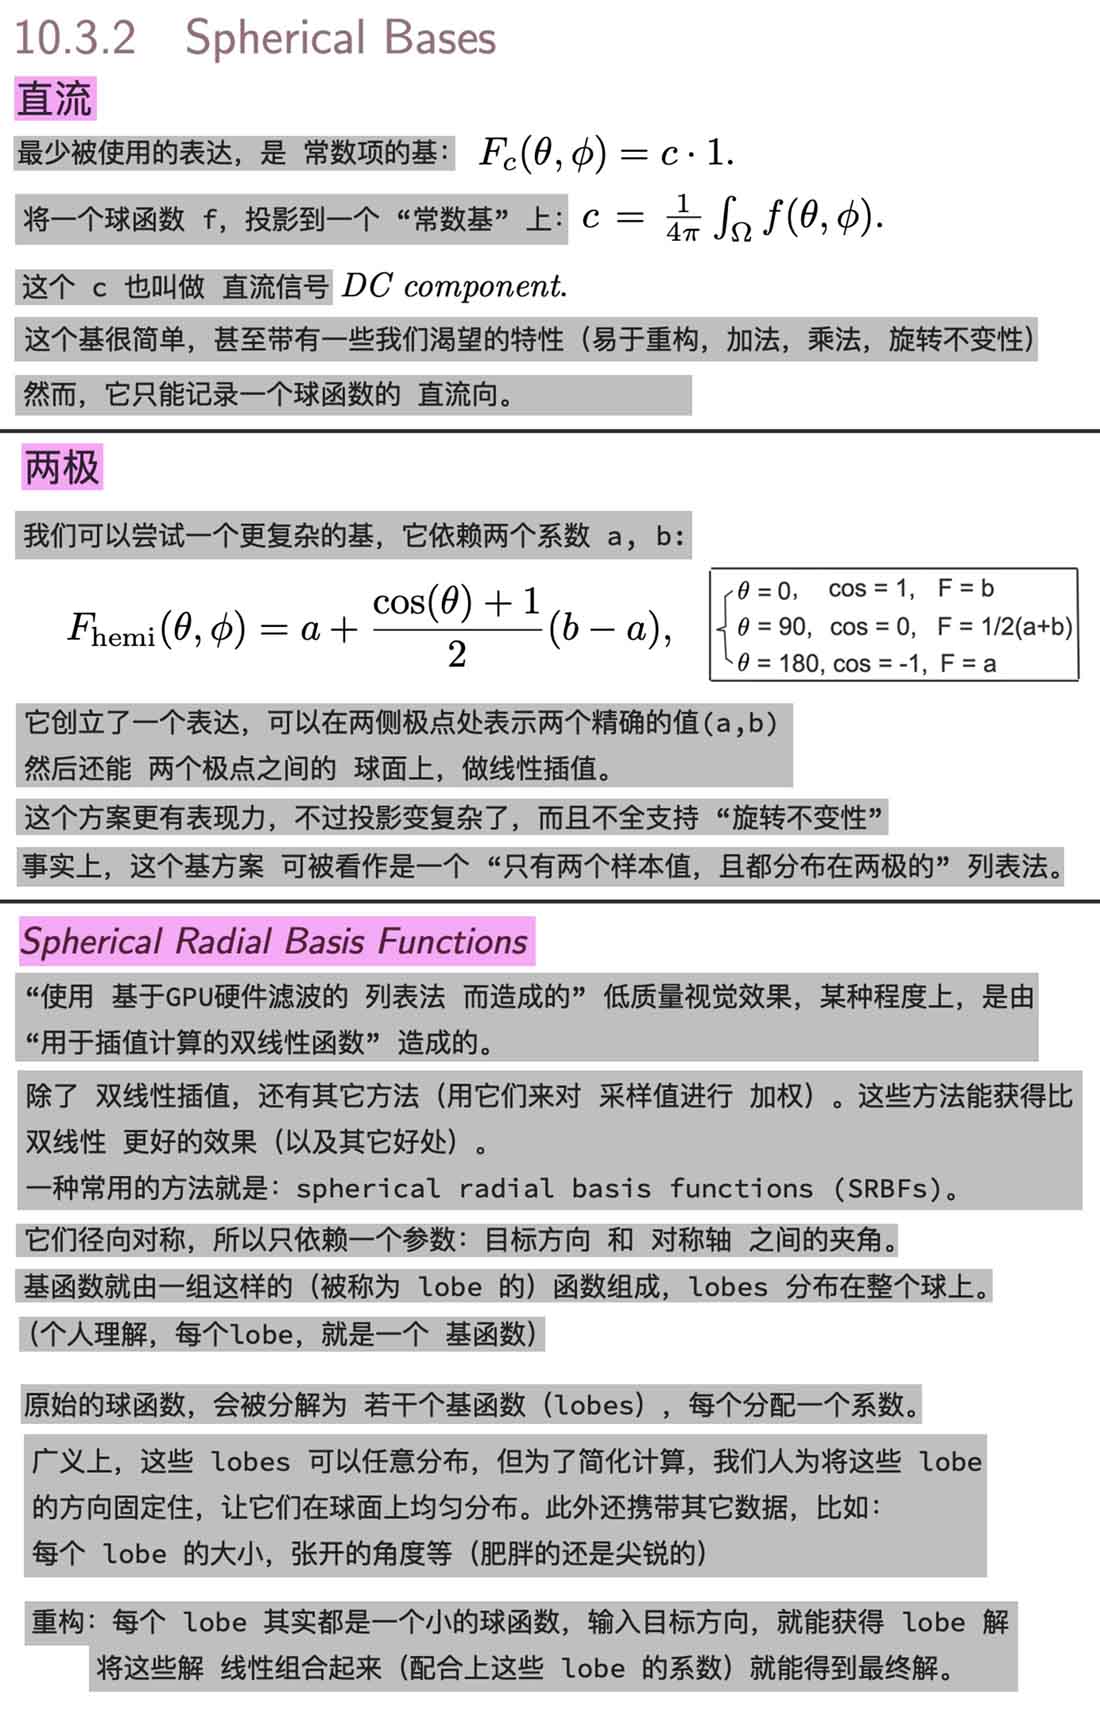 10.3.2 Spherical Bases
直流
最少被使用的表达，是 常数项的基： F_c(θ, ϕ) = c · 1.
将一个球函数 f，投影到一个 “常数基” 上： c = 1/4π ∫_Ω f(θ, ϕ).
这个 c 也叫做 直流信号 DC component.
这个基很简单，甚至带有一些我们渴望的特性（易于重构，加法，乘法，旋转不变性）
然而，它只能记录一个球函数的 直流向。
两极
我们可以尝试一个更复杂的基，它依赖两个系数 a, b:
F_hemi(θ, ϕ) = a + (cos(θ) + 1)/2 (b − a),
θ = 0, cos = 1, F = b
θ = 90, cos = 0, F = 1/2(a+b)
θ = 180, cos = -1, F = a
它创立了一个表达，可以在两侧极点处表示两个精确的值(a,b)
然后还能 两个极点之间的 球面上，做线性插值。
这个方案更有表现力，不过投影变复杂了，而且不全支持 “旋转不变性”
事实上，这个基方案 可被看作是一个 “只有两个样本值，且都分布在两极的” 列表法。
Spherical Radial Basis Functions
“使用 基于GPU硬件滤波的 列表法 而造成的” 低质量视觉效果，某种程度上，是由
“用于插值计算的双线性函数” 造成的。
除了 双线性插值，还有其它方法（用它们来对 采样值进行 加权）。这些方法能获得比
双线性 更好的效果（以及其它好处）。
一种常用的方法就是：spherical radial basis functions (SRBFs)。
它们径向对称，所以只依赖一个参数：目标方向 和 对称轴 之间的夹角。
基函数就由一组这样的（被称为 lobe 的）函数组成，lobes 分布在整个球上。
（个人理解，每个lobe，就是一个 基函数）
原始的球函数，会被分解为 若干个基函数（lobes），每个分配一个系数。
广义上，这些 lobes 可以任意分布，但为了简化计算，我们人为将这些 lobe
的方向固定住，让它们在球面上均匀分布。此外还携带其它数据，比如：
每个 lobe 的大小，张开的角度等（肥胖的还是尖锐的）
重构：每个 lobe 其实都是一个小的球函数，输入目标方向，就能获得 lobe 解
将这些解 线性组合起来（配合上这些 lobe 的系数）就能得到最终解。